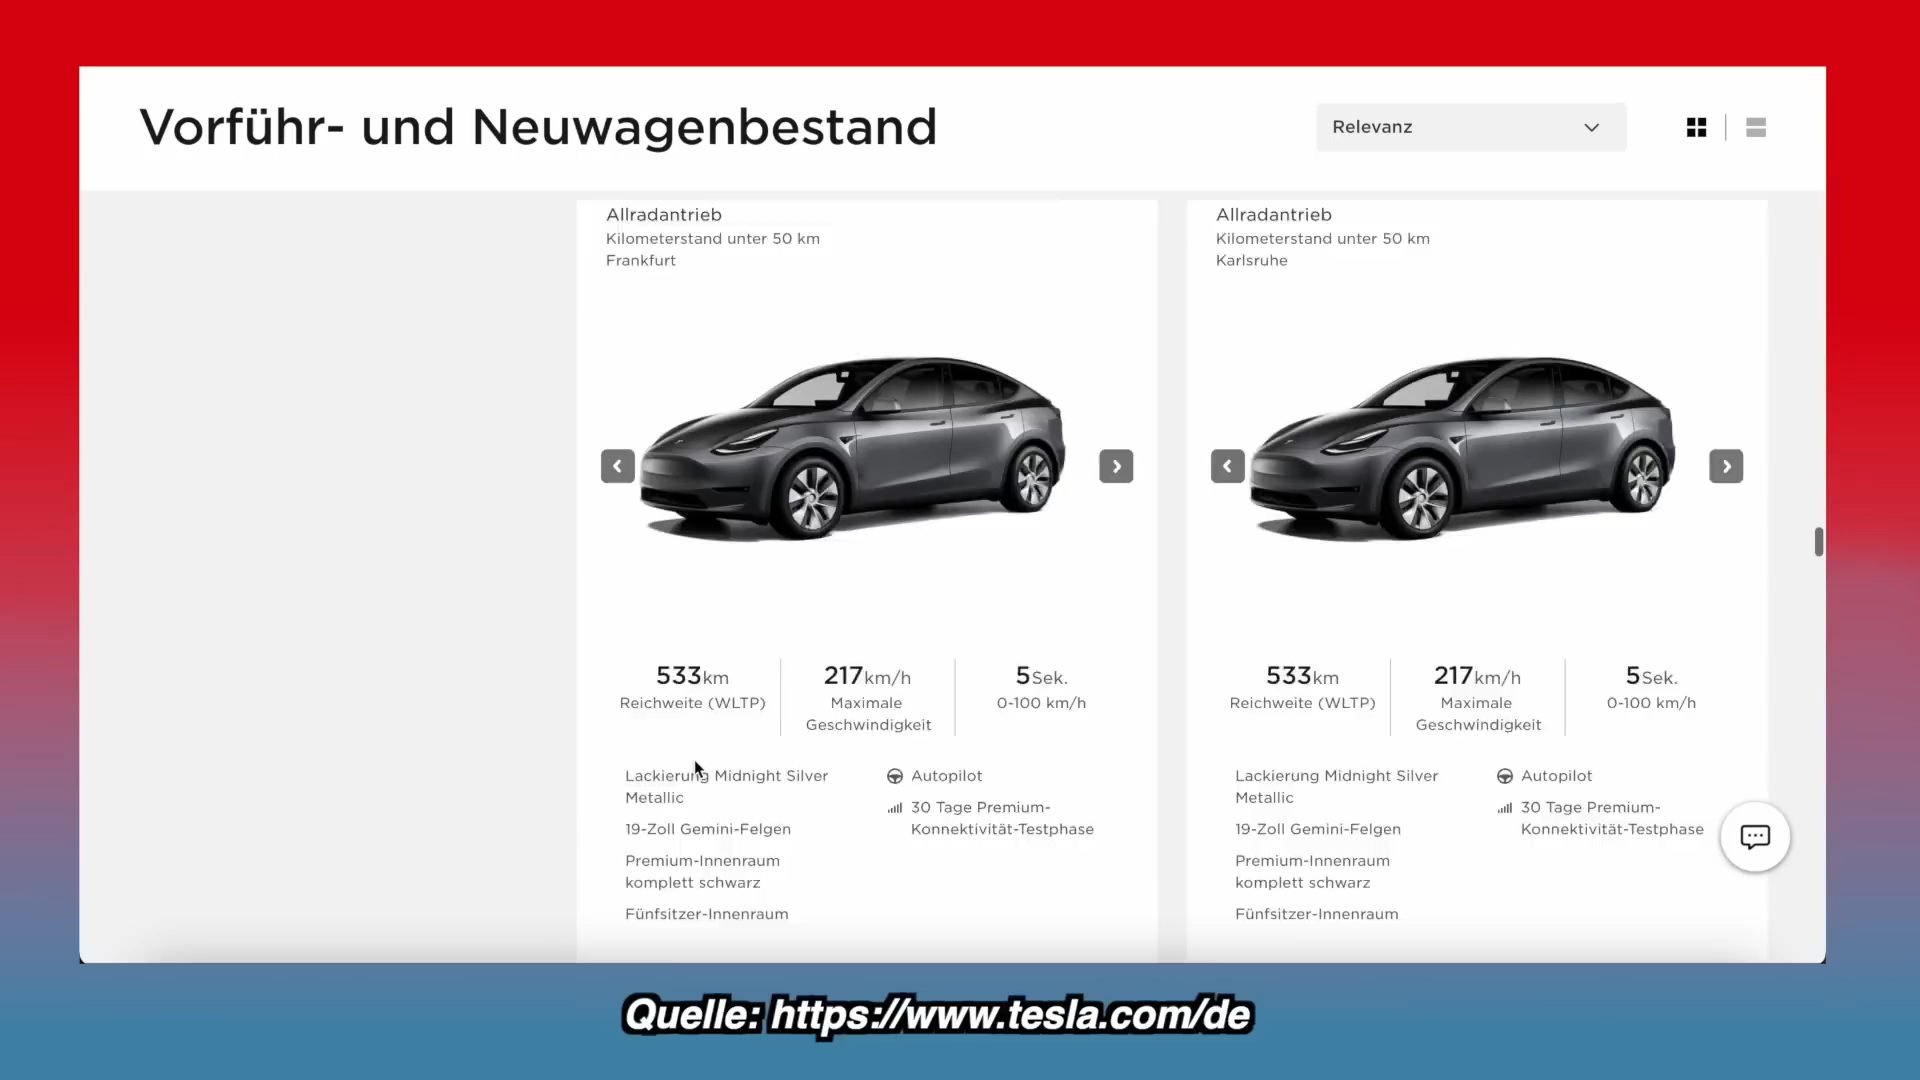 Vorführ- und Neuwagenbestand
Relevanz
Allradantrieb
Kilometerstand unter 50 km
Frankfurt
533km
Reichweite (WLTP)
217km/h
Maximale
Geschwindigkeit
5Sek.
0-100 km/h
Lackierung Midnight Silver
Metallic
19-Zoll Gemini-Felgen
Premium-Innenraum
komplett schwarz
Fünfsitzer-Innenraum
Autopilot
30 Tage Premium-
Konnektivität-Testphase
Allradantrieb
Kilometerstand unter 50 km
Karlsruhe
533km
Reichweite (WLTP)
217km/h
Maximale
Geschwindigkeit
5Sek.
0-100 km/h
Lackierung Midnight Silver
Metallic
19-Zoll Gemini-Felgen
Premium-Innenraum
komplett schwarz
Fünfsitzer-Innenraum
Autopilot
30 Tage Premium-
Konnektivität-Testphase
Quelle: https://www.tesla.com/de